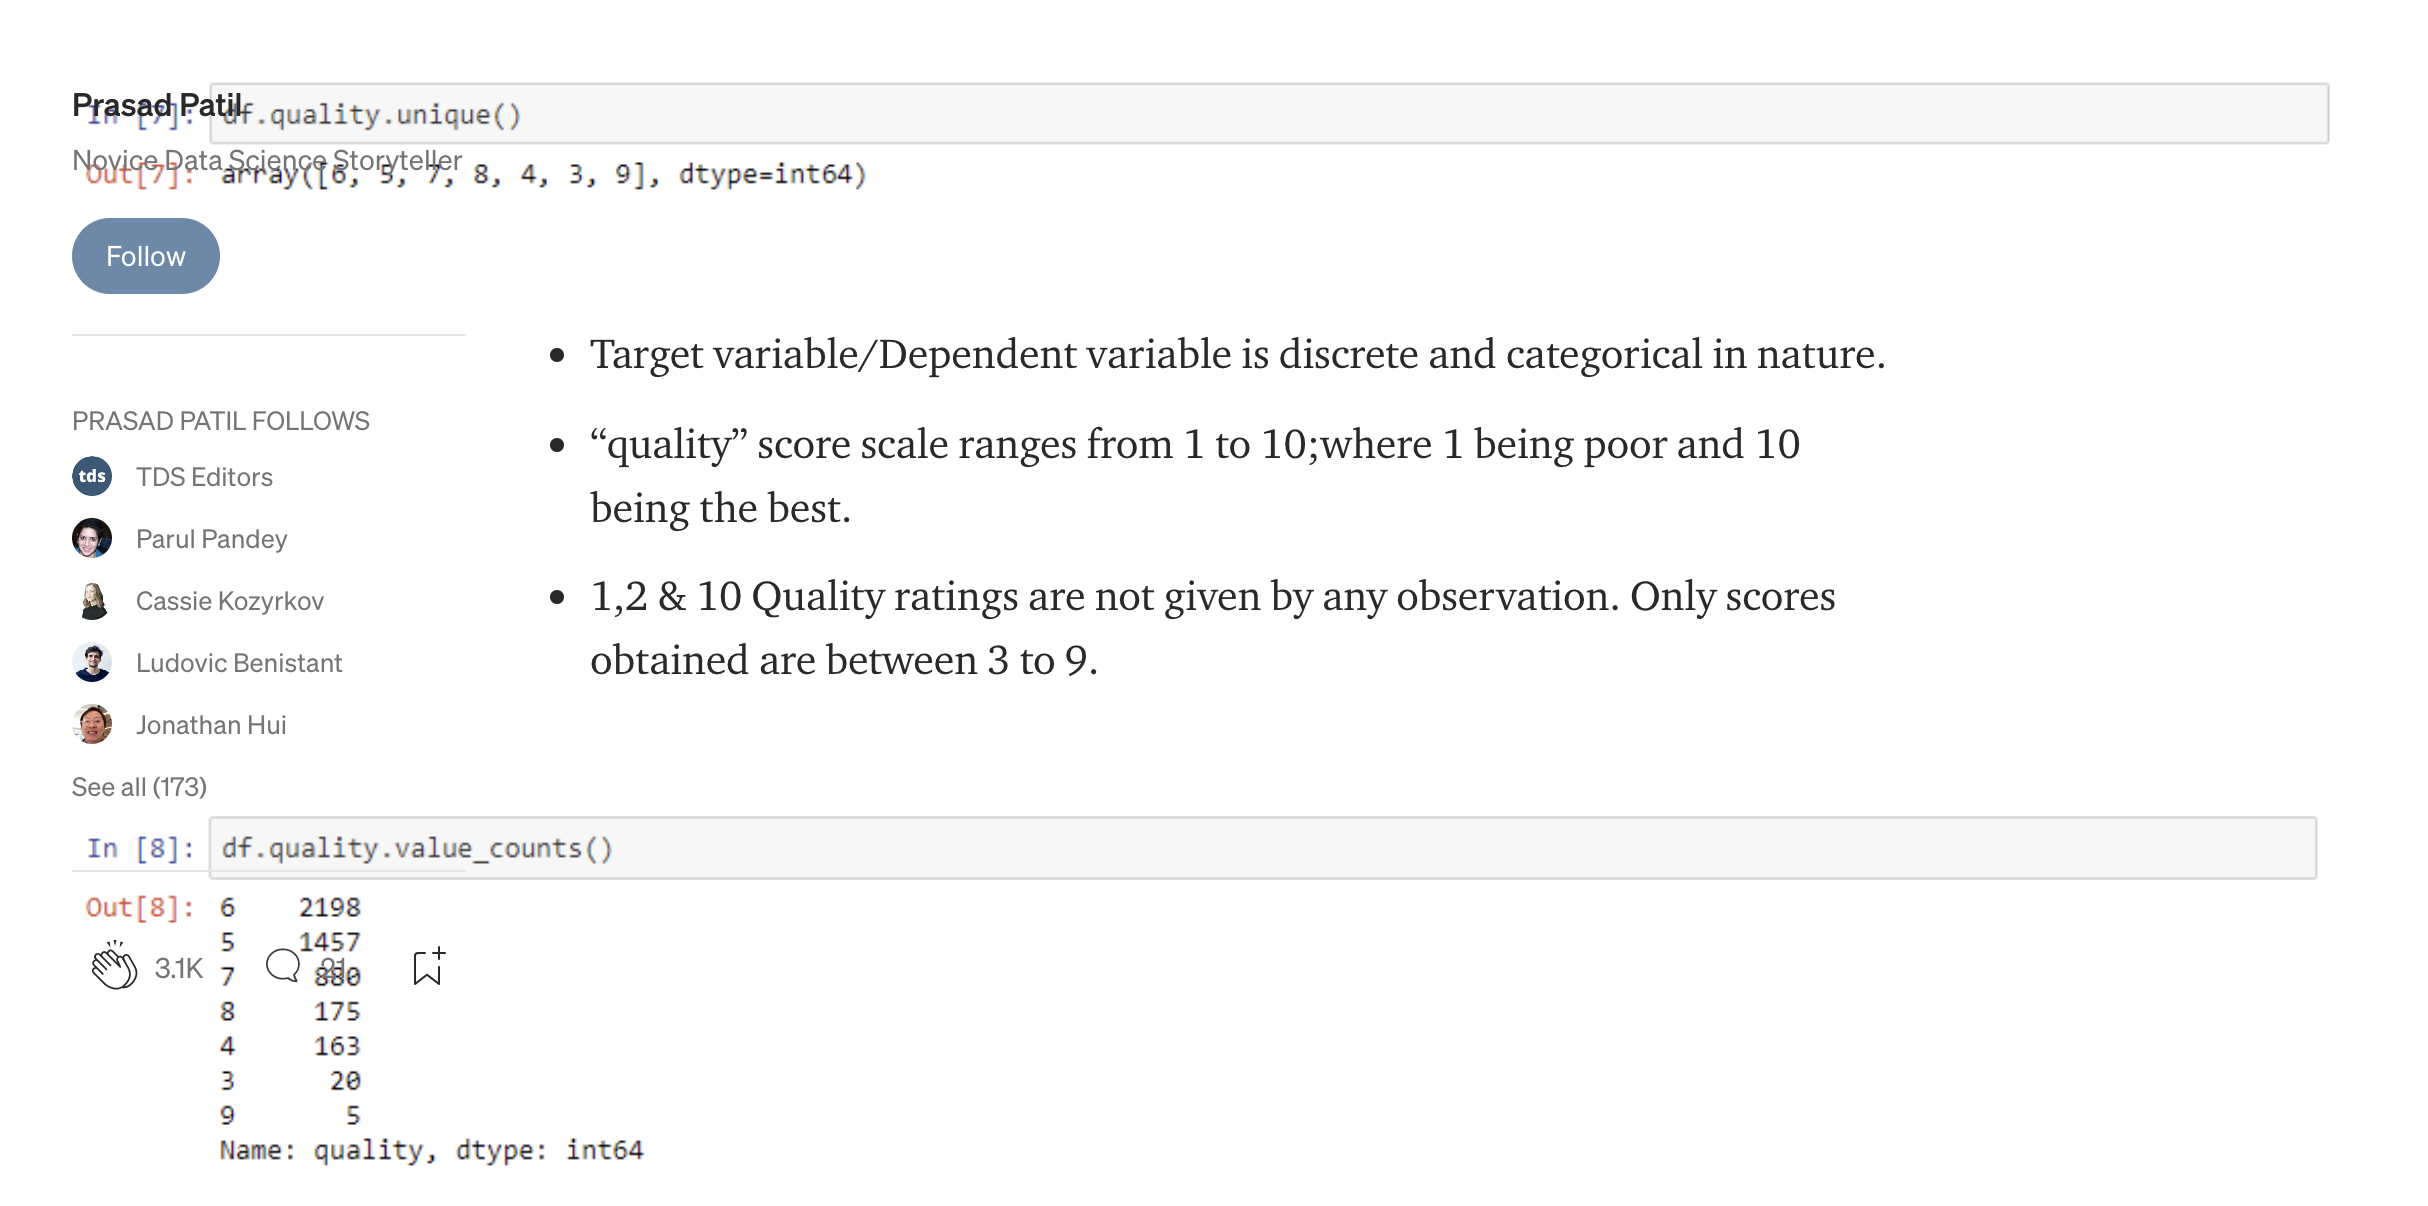 Prasad Patil
In [7]: df.quality.unique()
Novice Data Science Storyteller
Out[7]: array([6, 5, 7, 8, 4, 3, 9], dtype=int64)
Follow
• Target variable/Dependent variable is discrete and categorical in nature.
• “quality” score scale ranges from 1 to 10;where 1 being poor and 10
being the best.
• 1,2 & 10 Quality ratings are not given by any observation. Only scores
obtained are between 3 to 9.
PRASAD PATIL FOLLOWS
tds TDS Editors
Parul Pandey
Cassie Kozyrkov
Ludovic Benistant
Jonathan Hui
See all (173)
In [8]: df.quality.value_counts()
Out[8]: 6 2198
5 1457
3.1K 21
7 880
8 175
4 163
3 20
9 5
Name: quality, dtype: int64